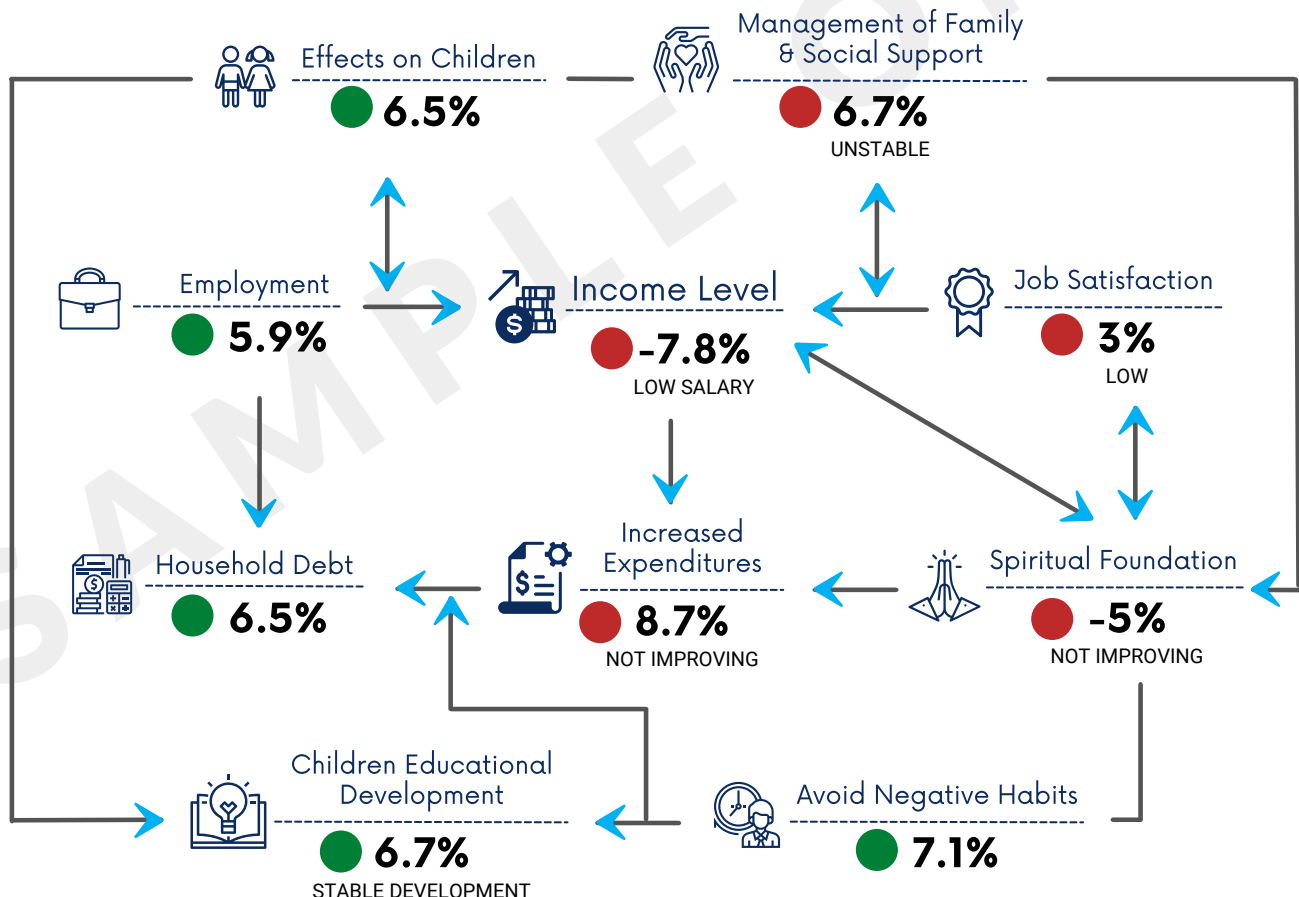 Effects on Children
6.5%
Management of Family
& Social Support
6.7%
UNSTABLE
Employment
5.9%
Income Level
-7.8%
LOW SALARY
Job Satisfaction
3%
LOW
Household Debt
6.5%
Increased
Expenditures
8.7%
NOT IMPROVING
Spiritual Foundation
-5%
NOT IMPROVING
Children Educational
Development
6.7%
STABLE DEVELOPMENT
Avoid Negative Habits
7.1%
SAMPLE